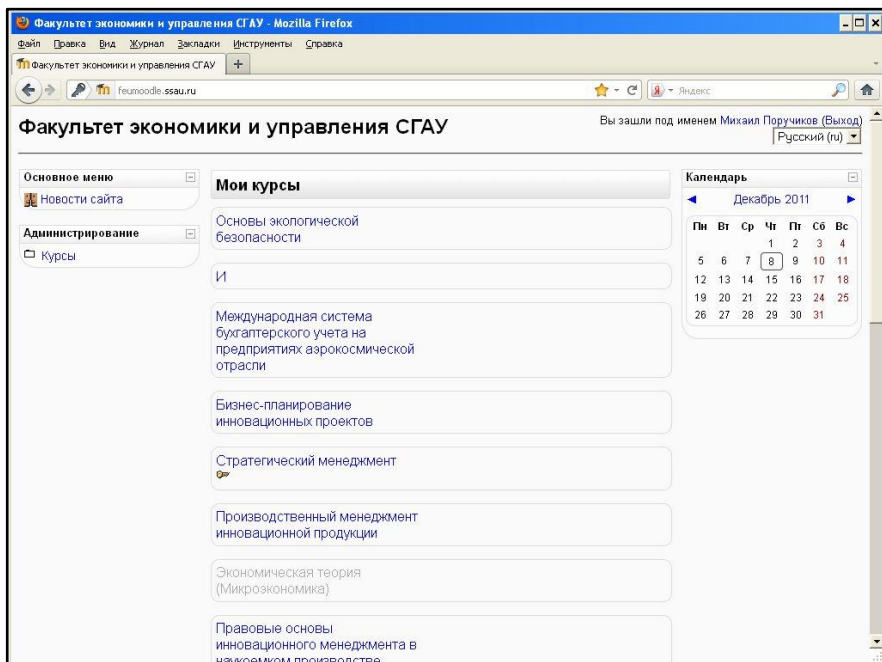 Факультет экономики и управления СГАУ - Mozilla Firefox
Файл Правка Вид Журнал Закладки Инструменты Справка
Факультет экономики и управления СГАУ
feumoodle.ssau.ru
Яндекс
Факультет экономики и управления СГАУ
Вы зашли под именем Михаил Поручиков (Выход)
Русский (ru)
Основное меню
Новости сайта
Администрирование
Курсы
Мои курсы
Основы экологической
безопасности
И
Международная система
бухгалтерского учета на
предприятиях аэрокосмической
отрасли
Бизнес-планирование
инновационных проектов
Стратегический менеджмент
Производственный менеджмент
инновационной продукции
Экономическая теория
(Микроэкономика)
Правовые основы
инновационного менеджмента в
наукоемком производстве
Календарь
Декабрь 2011
Пн Вт Ср Чт Пт Сб Вс
1 2 3 4
5 6 7 8 9 10 11
12 13 14 15 16 17 18
19 20 21 22 23 24 25
26 27 28 29 30 31